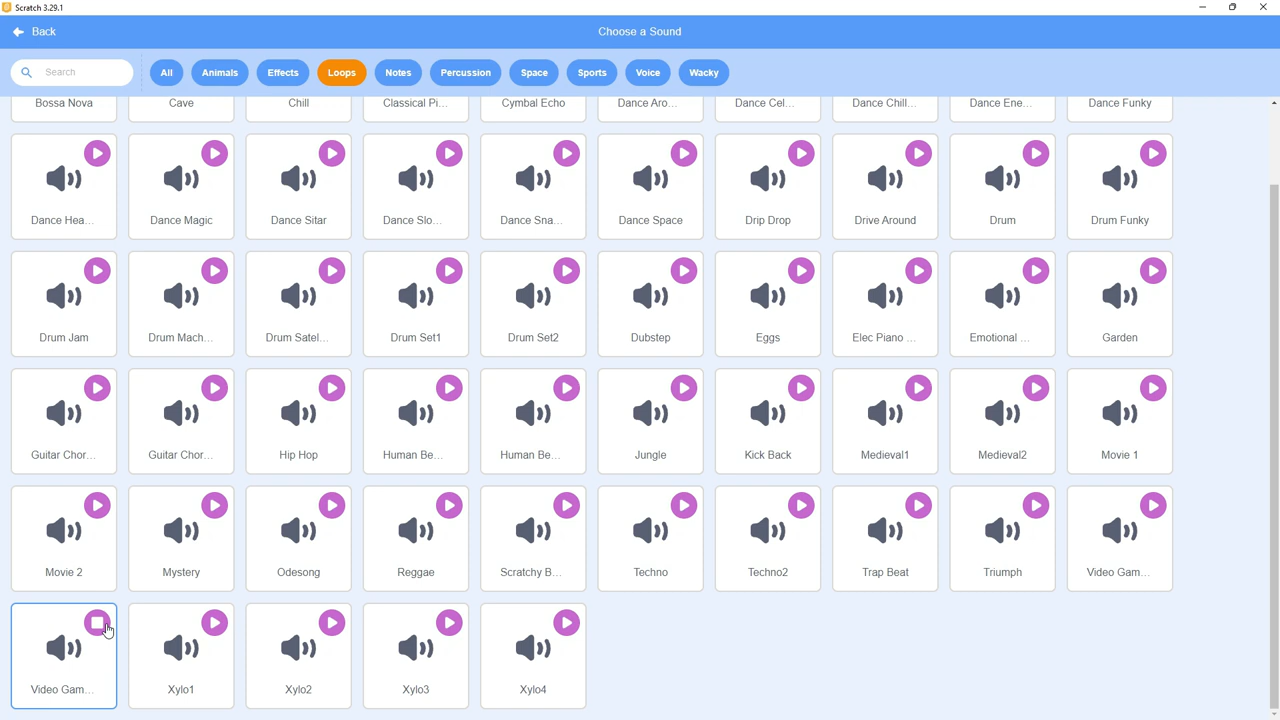 Scratch 3.29.1
Back
Choose a Sound
Search
All Animals Effects Loops Notes Percussion Space Sports Voice Wacky
Bossa Nova Cave Chill Classical Pi... Cymbal Echo Dance Aro... Dance Cel... Dance Chill... Dance Ene... Dance Funky
Dance Hea... Dance Magic Dance Sitar Dance Slo... Dance Sna... Dance Space Drip Drop Drive Around Drum Drum Funky
Drum Jam Drum Mach... Drum Satel... Drum Set1 Drum Set2 Dubstep Eggs Elec Piano ... Emotional ... Garden
Guitar Chor... Guitar Chor... Hip Hop Human Be... Human Be... Jungle Kick Back Medieval1 Medieval2 Movie 1
Movie 2 Mystery Odesong Reggae Scratchy B... Techno Techno2 Trap Beat Triumph Video Gam...
Video Gam... Xylo1 Xylo2 Xylo3 Xylo4